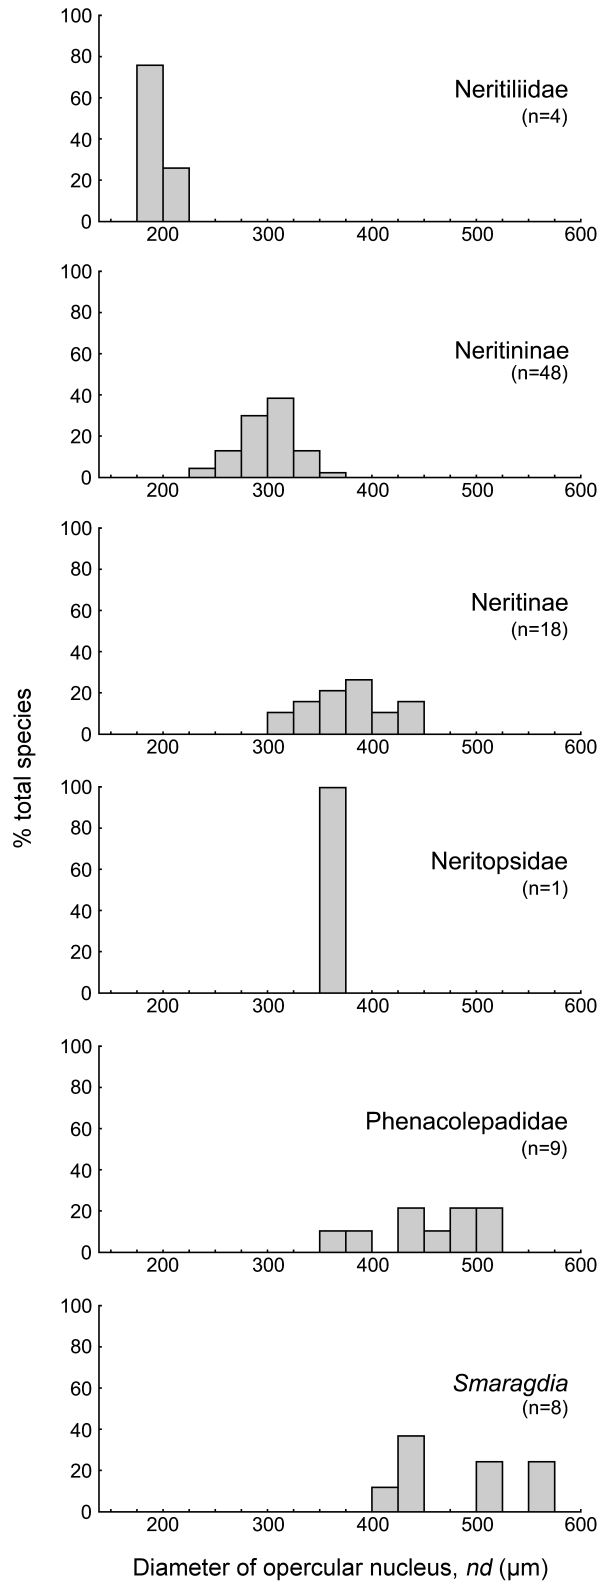 100
80
Neritiliidae
60
(n=4)
40
20
0
200 300 400 500 600
100
80
60
Neritininae
(n=48)
40
20
0
200 300 400 500 600
100
80
60
Neritinae
(n=18)
40
20
0
200 300 400 500 600
% total species
100
80
60
Neritopsidae
(n=1)
40
20
0
200 300 400 500 600
100
80
60
Phenacolepadidae
(n=9)
40
20
0
200 300 400 500 600
100
80
60
Smaragdia
(n=8)
40
20
0
200 300 400 500 600
Diameter of opercular nucleus, nd (μm)